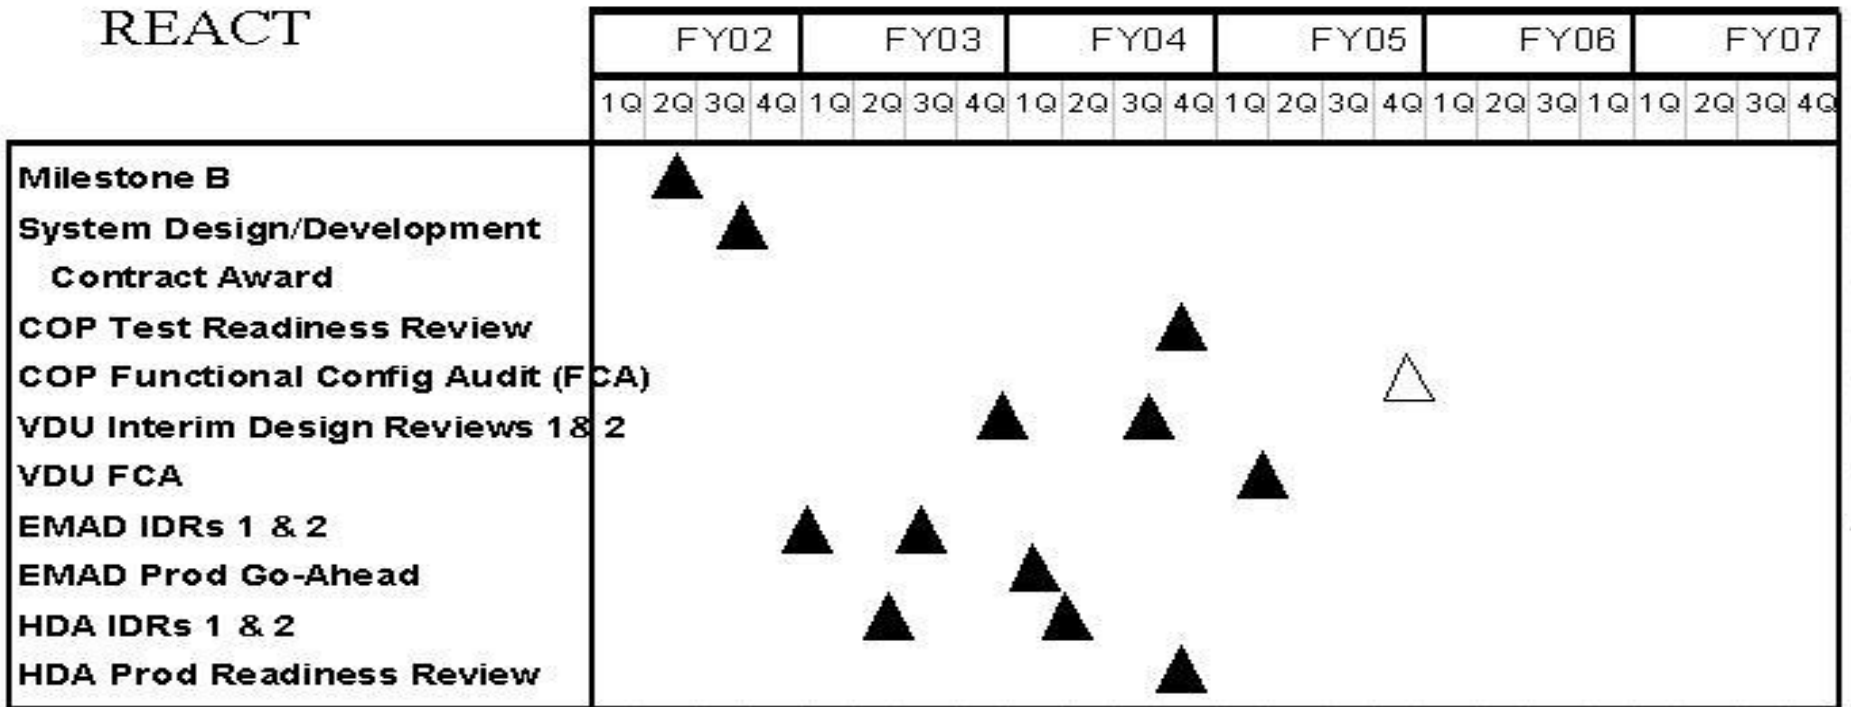 REACT
FY02 FY03 FY04 FY05 FY06 FY07
1Q 2Q 3Q 4Q 1Q 2Q 3Q 4Q 1Q 2Q 3Q 4Q 1Q 2Q 3Q 4Q 1Q 2Q 3Q 1Q 1Q 2Q 3Q 4Q
Milestone B
System Design/Development
Contract Award
COP Test Readiness Review
COP Functional Config Audit (FCA)
VDU Interim Design Reviews 1& 2
VDU FCA
EMAD IDRs 1 & 2
EMAD Prod Go-Ahead
HDA IDRs 1 & 2
HDA Prod Readiness Review